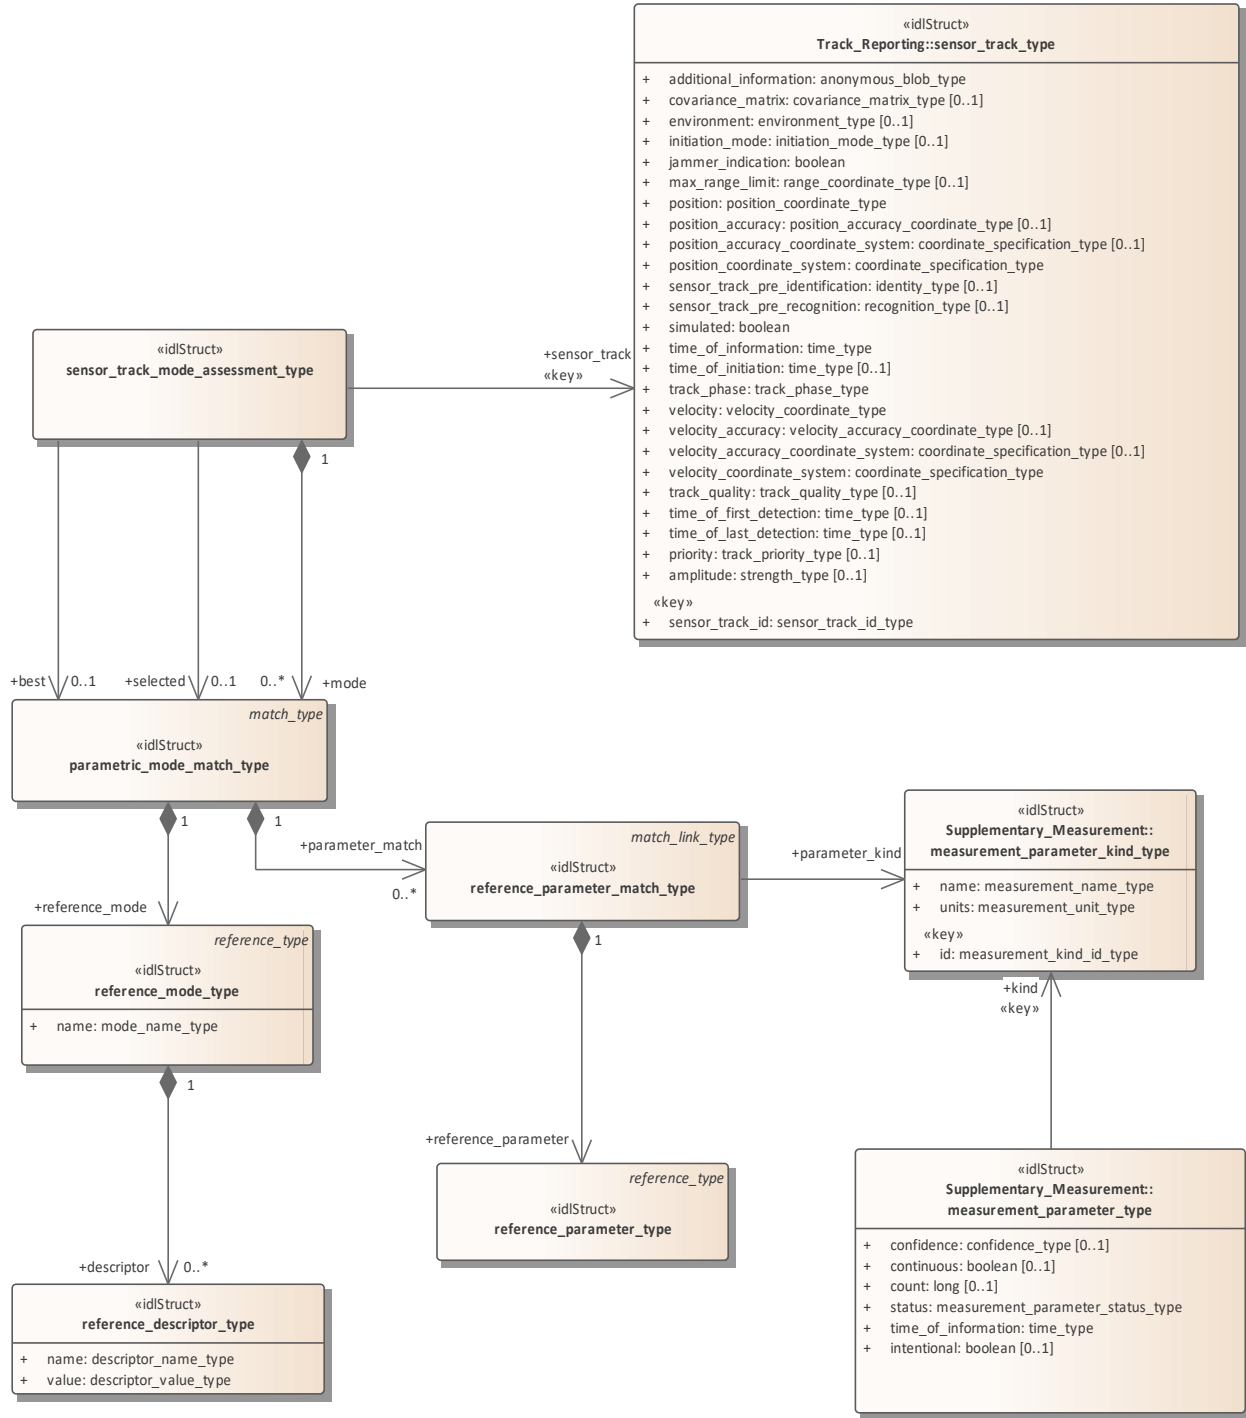 «idlStruct»
Track_Reporting::sensor_track_type
+ additional_information: anonymous_blob_type
+ covariance_matrix: covariance_matrix_type [0..1]
+ environment: environment_type [0..1]
+ initiation_mode: initiation_mode_type [0..1]
+ jammer_indication: boolean
+ max_range_limit: range_coordinate_type [0..1]
+ position: position_coordinate_type
+ position_accuracy: position_accuracy_coordinate_type [0..1]
+ position_accuracy_coordinate_system: coordinate_specification_type [0..1]
+ position_coordinate_system: coordinate_specification_type
+ sensor_track_pre_identification: identity_type [0..1]
+ sensor_track_pre_recognition: recognition_type [0..1]
+ simulated: boolean
+ time_of_information: time_type
+ time_of_initiation: time_type [0..1]
+ track_phase: track_phase_type
+ velocity: velocity_coordinate_type
+ velocity_accuracy: velocity_accuracy_coordinate_type [0..1]
+ velocity_accuracy_coordinate_system: coordinate_specification_type [0..1]
+ velocity_coordinate_system: coordinate_specification_type
+ track_quality: track_quality_type [0..1]
+ time_of_first_detection: time_type [0..1]
+ time_of_last_detection: time_type [0..1]
+ priority: track_priority_type [0..1]
+ amplitude: strength_type [0..1]
«key»
+ sensor_track_id: sensor_track_id_type
«idlStruct»
sensor_track_mode_assessment_type
+sensor_track
«key»
1
+best 0..1
+selected 0..1
0..* +mode
match_type
«idlStruct»
parametric_mode_match_type
1
1
+parameter_match
0..*
+reference_mode
match_link_type
«idlStruct»
reference_parameter_match_type
1
+parameter_kind
«idlStruct»
Supplementary_Measurement::
measurement_parameter_kind_type
+ name: measurement_name_type
+ units: measurement_unit_type
«key»
+ id: measurement_kind_id_type
+kind
«key»
reference_type
«idlStruct»
reference_mode_type
+ name: mode_name_type
1
+reference_parameter
reference_type
«idlStruct»
reference_parameter_type
«idlStruct»
Supplementary_Measurement::
measurement_parameter_type
+ confidence: confidence_type [0..1]
+ continuous: boolean [0..1]
+ count: long [0..1]
+ status: measurement_parameter_status_type
+ time_of_information: time_type
+ intentional: boolean [0..1]
+descriptor 0..*
«idlStruct»
reference_descriptor_type
+ name: descriptor_name_type
+ value: descriptor_value_type